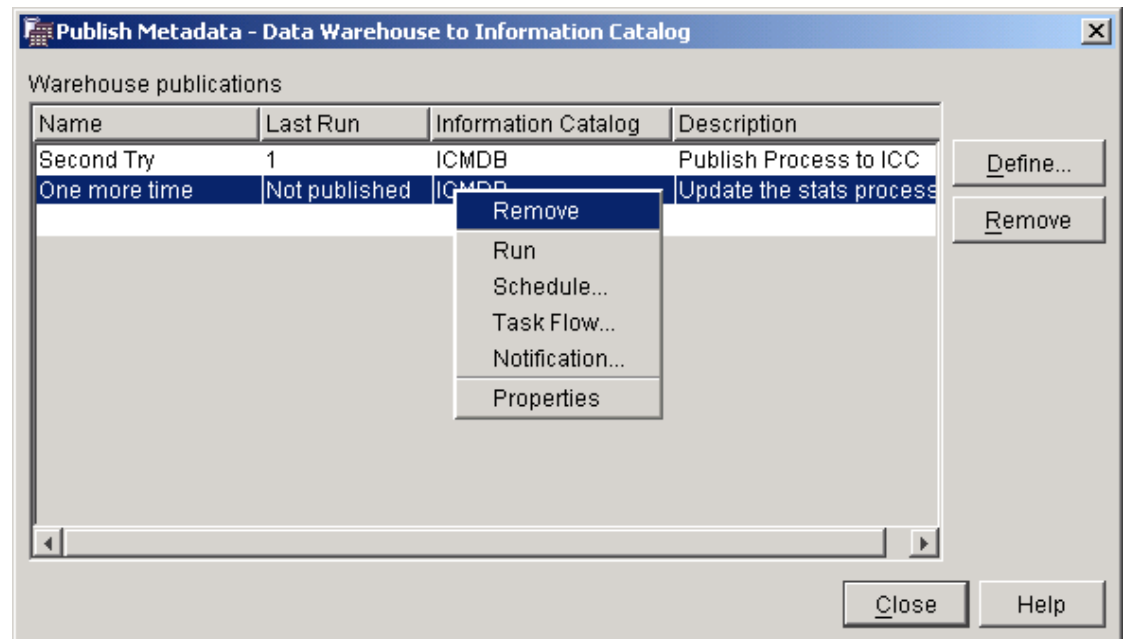 Publish Metadata - Data Warehouse to Information Catalog
Warehouse publications
Name Last Run Information Catalog Description
Second Try 1 ICMDB Publish Process to ICC
One more time Not published ICMDB Update the stats process
Define...
Remove
Remove
Run
Schedule...
Task Flow...
Notification...
Properties
Close Help